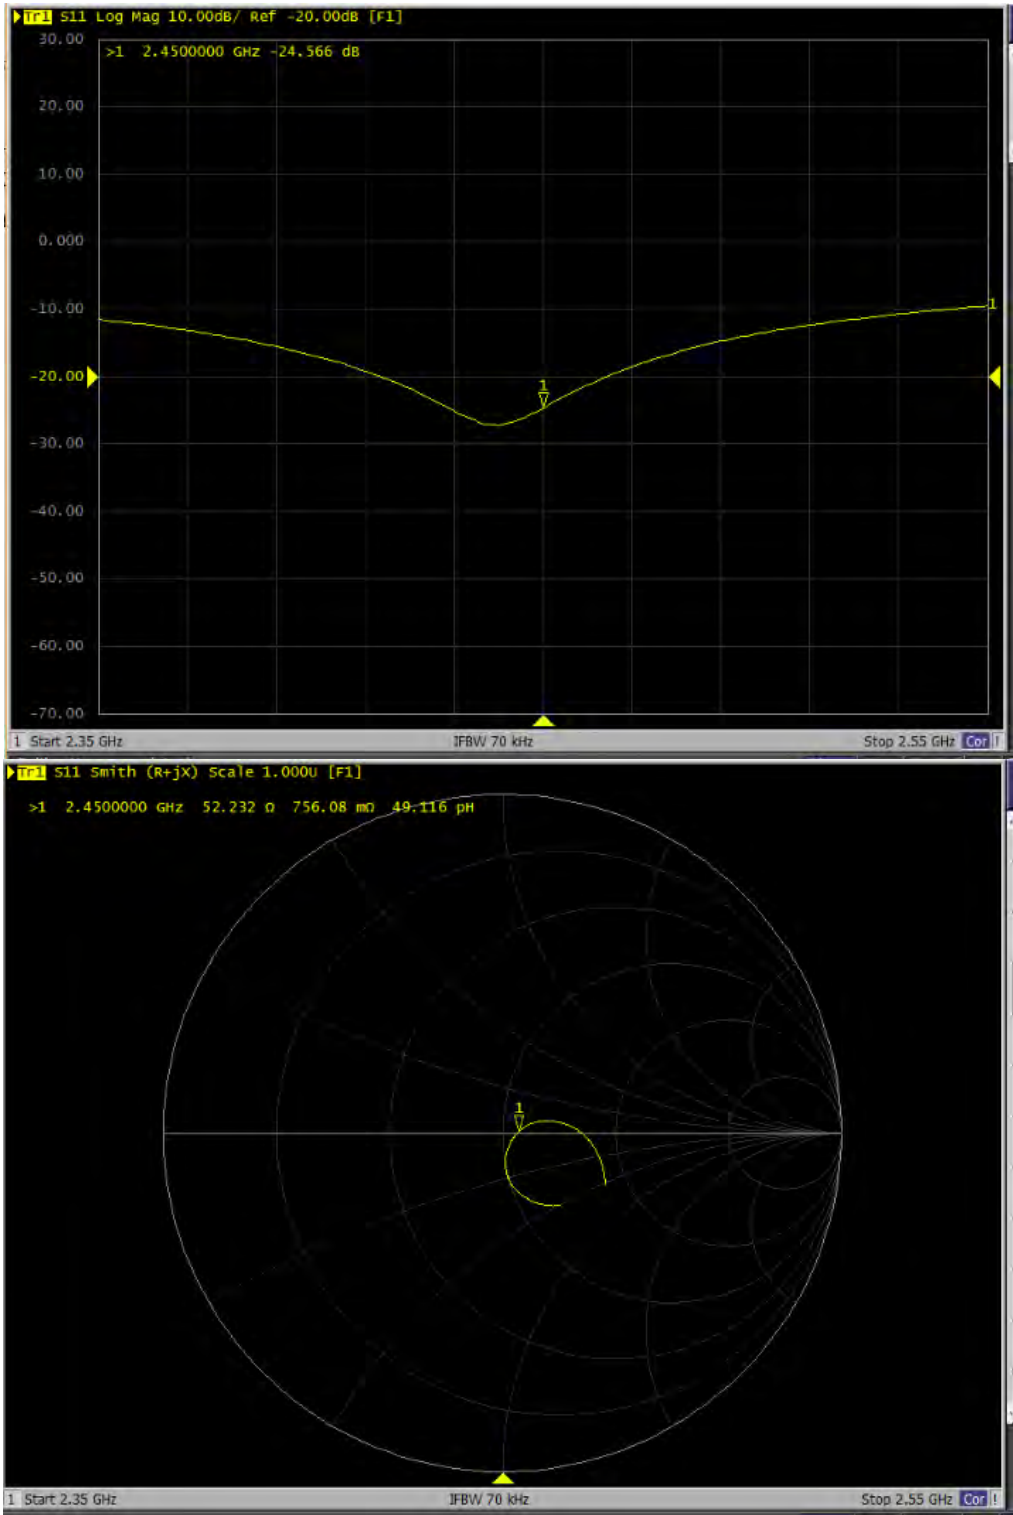 Tr1 S11 Log Mag 10.00dB/ Ref -20.00dB [F1]
30.00
>1 2.4500000 GHz -24.566 dB
20.00
10.00
0.000
-10.00
1
-20.00
1
-30.00
-40.00
-50.00
-60.00
-70.00
1 Start 2.35 GHz IFBW 70 kHz Stop 2.55 GHz Cor !
Tr1 S11 Smith (R+jX) Scale 1.000U [F1]
>1 2.4500000 GHz 52.232 Ω 756.08 mΩ 49.116 pH
1
1 Start 2.35 GHz IFBW 70 kHz Stop 2.55 GHz Cor !